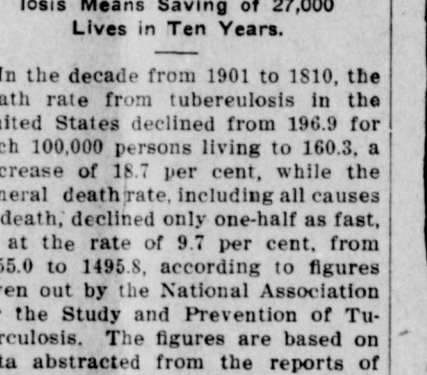 losis Means Saving of 27,000
Lives in Ten Years.
In the decade from 1901 to 1810, the
ath rate from tubereulosis in the
ited States declined from 196.9 for
ch 100,000 persons living to 160.3, a
crease of 18.7 per cent, while the
neral death rate, including all causes
death, declined only one-half as fast,
at the rate of 9.7 per cent. from
55.0 to 1495.8, according to figures
ven out by the National Association
r the Study and Prevention of Tu-
rculosis. The figures are based on
ta abstracted from the reports of